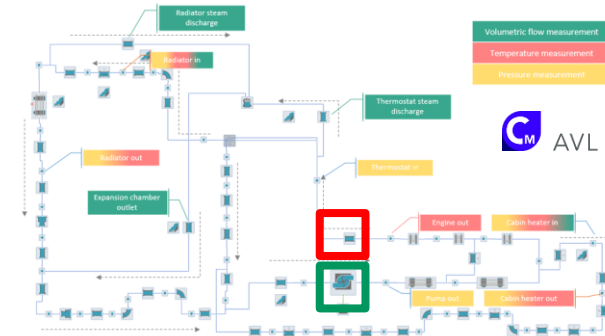 Radiator steam
discharge
Volumetric flow measurement
Temperature measurement
Pressure measurement
Radiator in
Thermostat steam
discharge
CM
AVL
Radiator out
Thermostat in
Expansion chamber
outlet
Engine out
Cabin heater in
Pump out
Cabin heater out